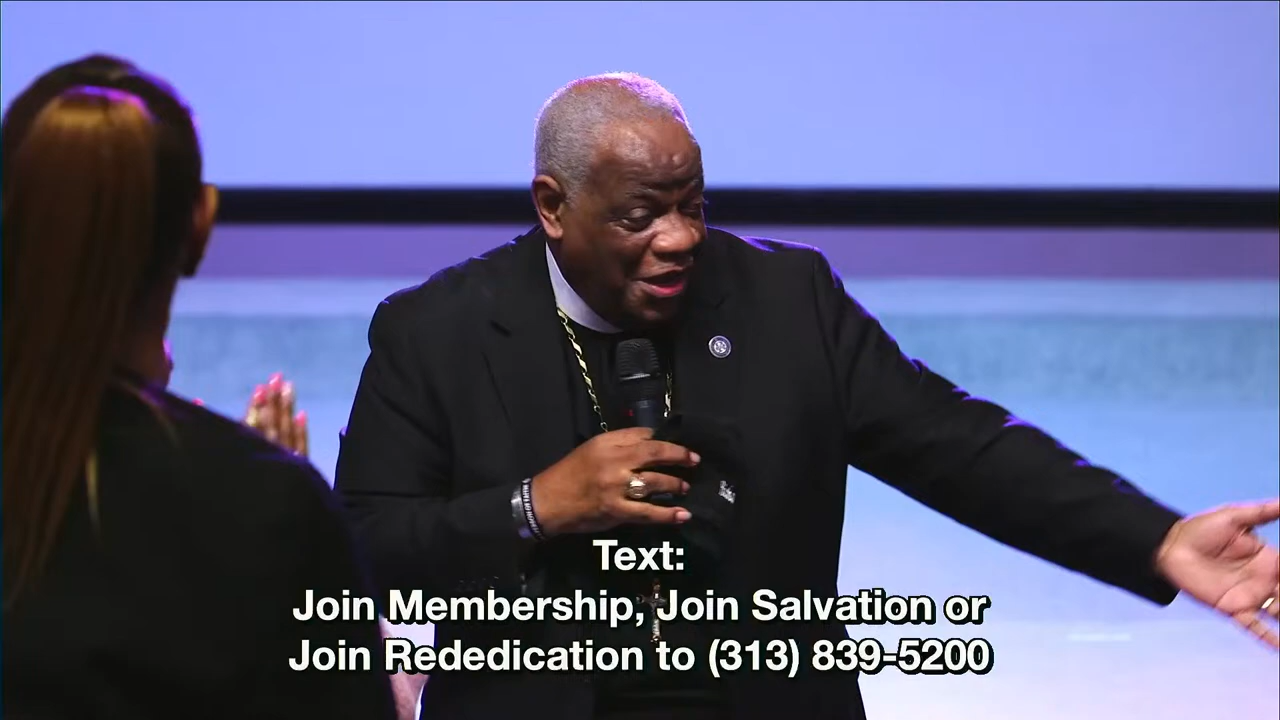 Text:
Join Membership, Join Salvation or
Join Rededication to (313) 839-5200